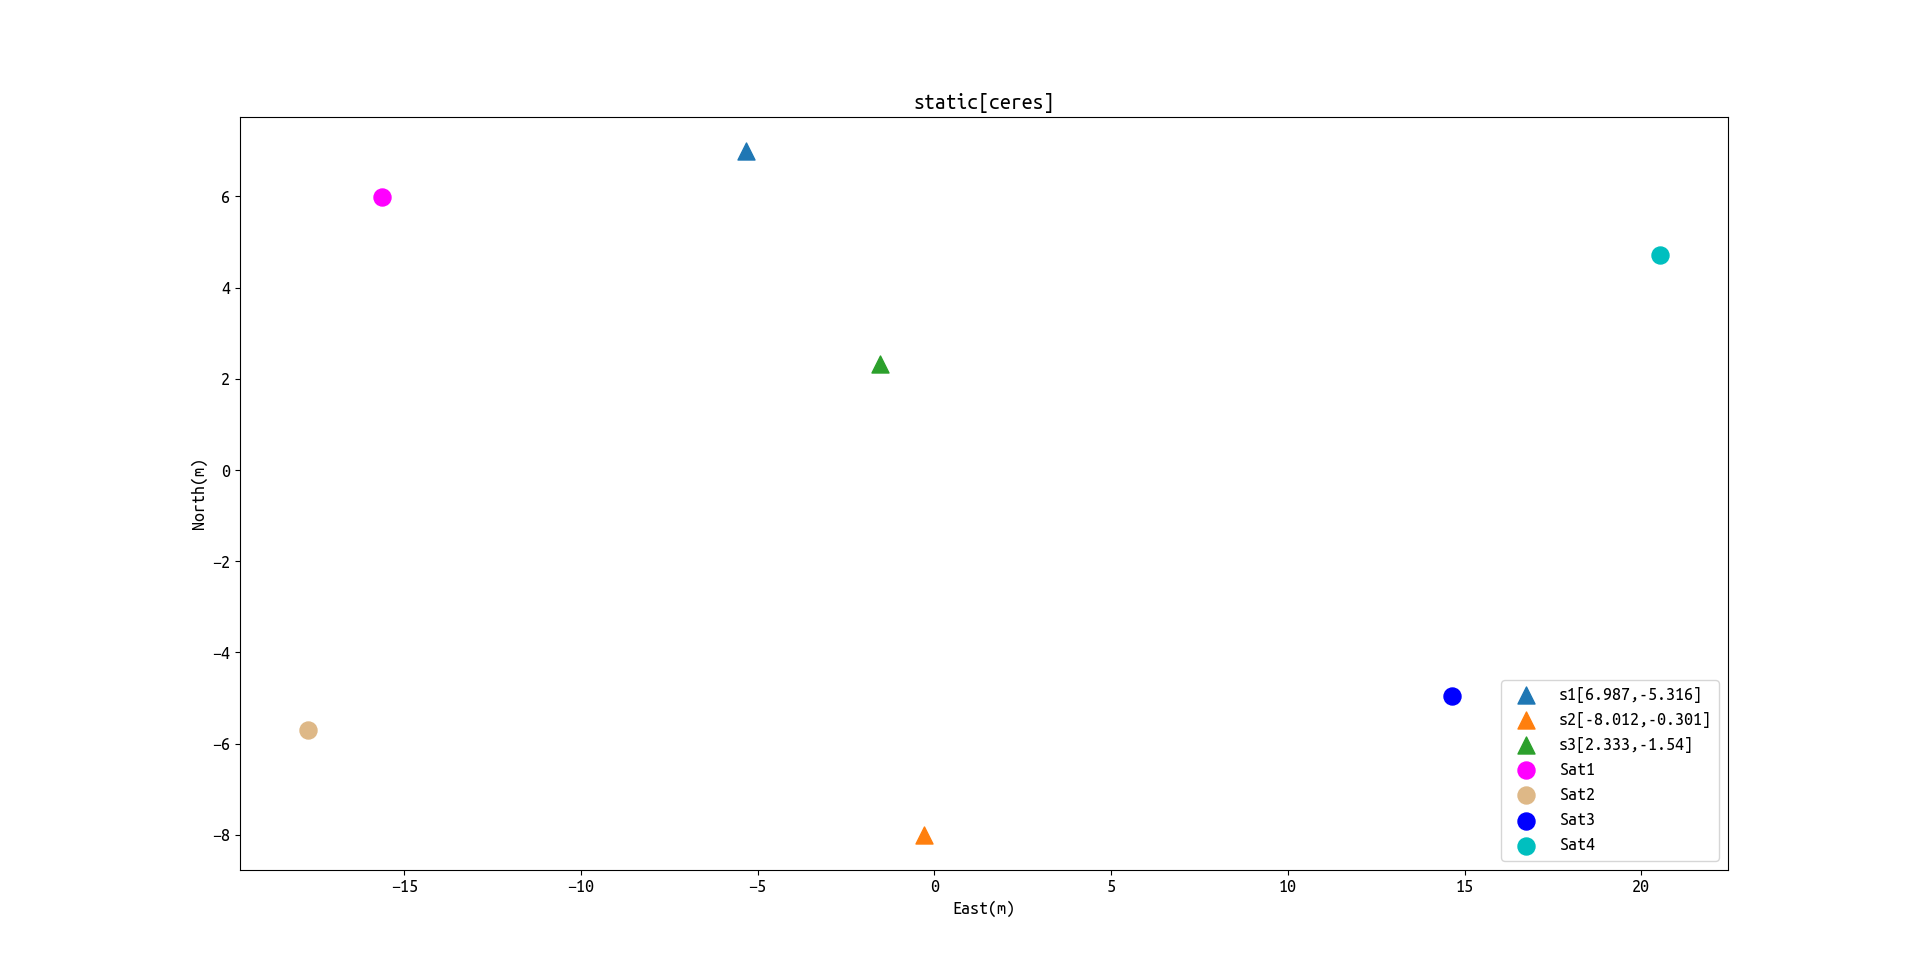 static[ceres]
6
4
2
0
−2
−4
−6
−8
North(m)
−15
−10
−5
0
5
10
15
20
East(m)
s1[6.987,-5.316]
s2[-8.012,-0.301]
s3[2.333,-1.54]
Sat1
Sat2
Sat3
Sat4